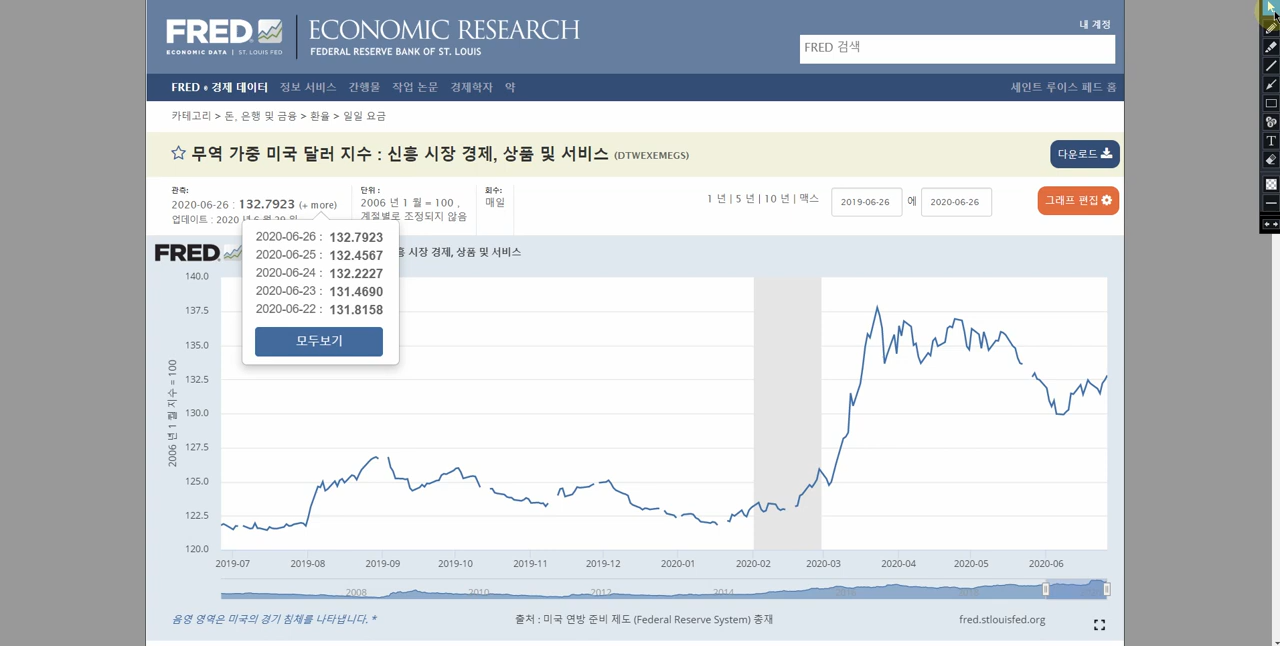 FRED
ECONOMIC DATA | ST. LOUIS FED
ECONOMIC RESEARCH
FEDERAL RESERVE BANK OF ST. LOUIS
내 계정
FRED 검색
FRED • 경제 데이터 정보 서비스 간행물 작업 논문 경제학자 약
세인트 루이스 페드 홈
카테고리 > 돈, 은행 및 금융 > 환율 > 일일 요금
무역 가중 미국 달러 지수 : 신흥 시장 경제, 상품 및 서비스 (DTWEXEMEGS)
다운로드
관측:
2020-06-26 : 132.7923 (+ more)
단위 :
2006 년 1 월 = 100 ,
계절별로 조정되지 않음
회수:
매일
1 년 | 5 년 | 10 년 | 맥스
2019-06-26 에 2020-06-26
그래프 편집
2020-06-26 : 132.7923
2020-06-25 : 132.4567
2020-06-24 : 132.2227
2020-06-23 : 131.4690
2020-06-22 : 131.8158
모두보기
FRED
시장 경제, 상품 및 서비스
140.0
137.5
135.0
132.5
130.0
127.5
125.0
122.5
120.0
2006 년 1 월 지수 = 100
2019-07 2019-08 2019-09 2019-10 2019-11 2019-12 2020-01 2020-02 2020-03 2020-04 2020-05 2020-06
2008 2010 2012 2014
음영 영역은 미국의 경기 침체를 나타냅니다. *
출처 : 미국 연방 준비 제도 (Federal Reserve System) 총재
fred.stlouisfed.org